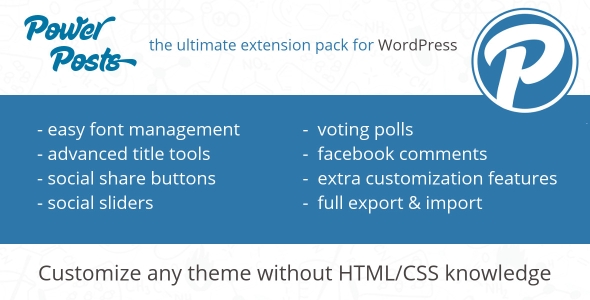 Power
Posts
the ultimate extension pack for WordPress
P
- easy font management
- advanced title tools
- social share buttons
- social sliders
- voting polls
- facebook comments
- extra customization features
- full export & import
Customize any theme without HTML/CSS knowledge